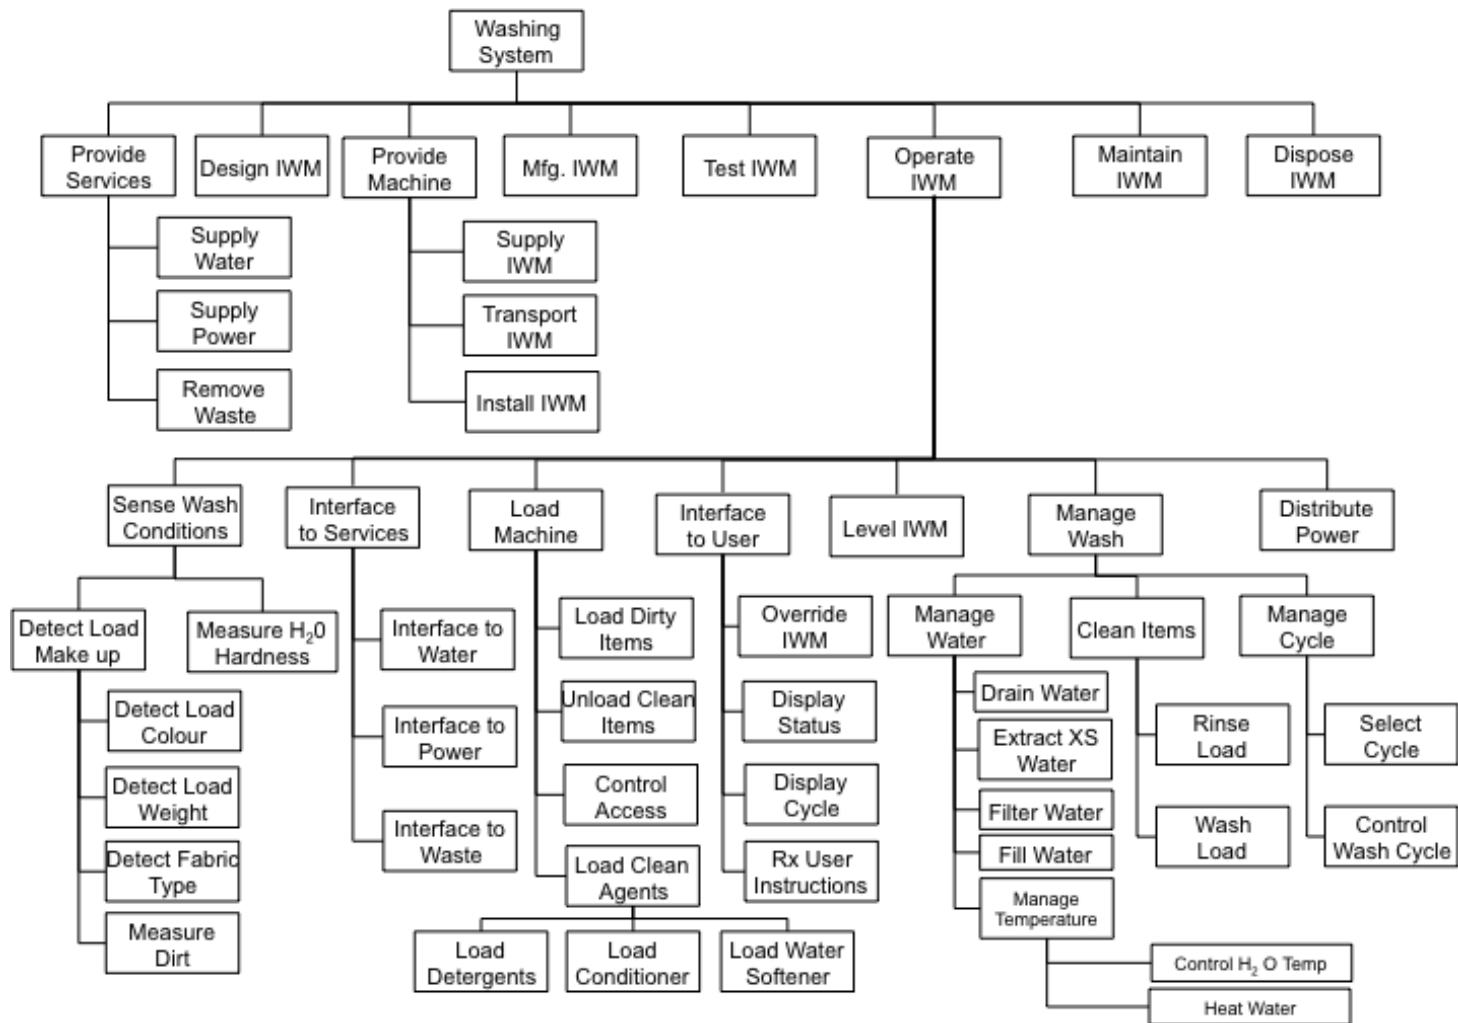 Washing
System
Provide
Services
Design IWM
Provide
Machine
Mfg. IWM
Test IWM
Operate
IWM
Maintain
IWM
Dispose
IWM
Supply
Water
Supply
Power
Remove
Waste
Supply
IWM
Transport
IWM
Install IWM
Sense Wash
Conditions
Interface
to Services
Load
Machine
Interface
to User
Level IWM
Manage
Wash
Distribute
Power
Detect Load
Make up
Measure H₂0
Hardness
Detect Load
Colour
Detect Load
Weight
Detect Fabric
Type
Measure
Dirt
Interface to
Water
Interface to
Power
Interface to
Waste
Load Dirty
Items
Unload Clean
Items
Control
Access
Load Clean
Agents
Load
Detergents
Load
Conditioner
Load Water
Softener
Override
IWM
Display
Status
Display
Cycle
Rx User
Instructions
Manage
Water
Clean Items
Manage
Cycle
Drain Water
Extract XS
Water
Filter Water
Fill Water
Manage
Temperature
Control H₂ O Temp
Heat Water
Rinse
Load
Wash
Load
Select
Cycle
Control
Wash Cycle